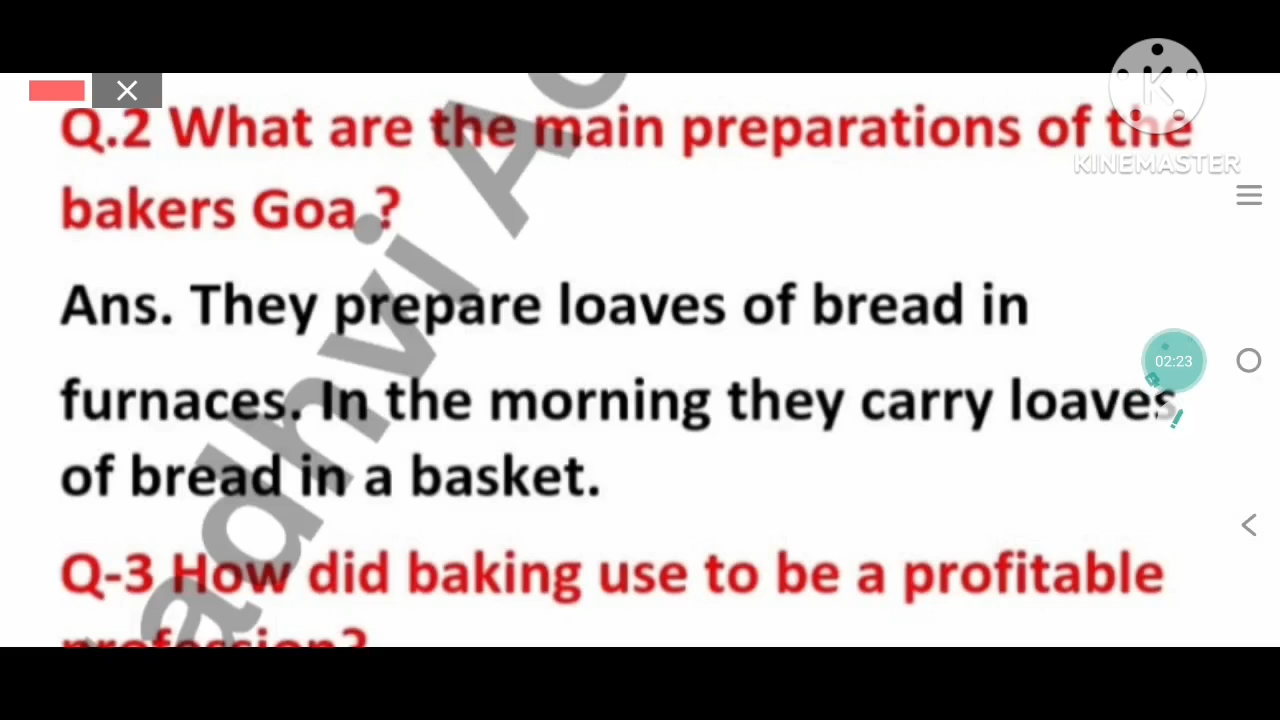 Q.2 What are the main preparations of the
KINEMASTER
bakers Goa ?
Ans. They prepare loaves of bread in
02:23
furnaces. In the morning they carry loaves
of bread in a basket.
Q-3 How did baking use to be a profitable
profession?
adhvi